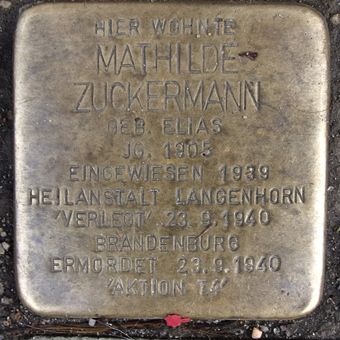 HIER WOHNTE
MATHILDE
ZUCKERMANN
GEB. ELIAS
JG. 1905
EINGEWIESEN 1939
HEILANSTALT LANGENHORN
'VERLEGT' 23.9.1940
BRANDENBURG
ERMORDET 23.9.1940
'AKTION T4'